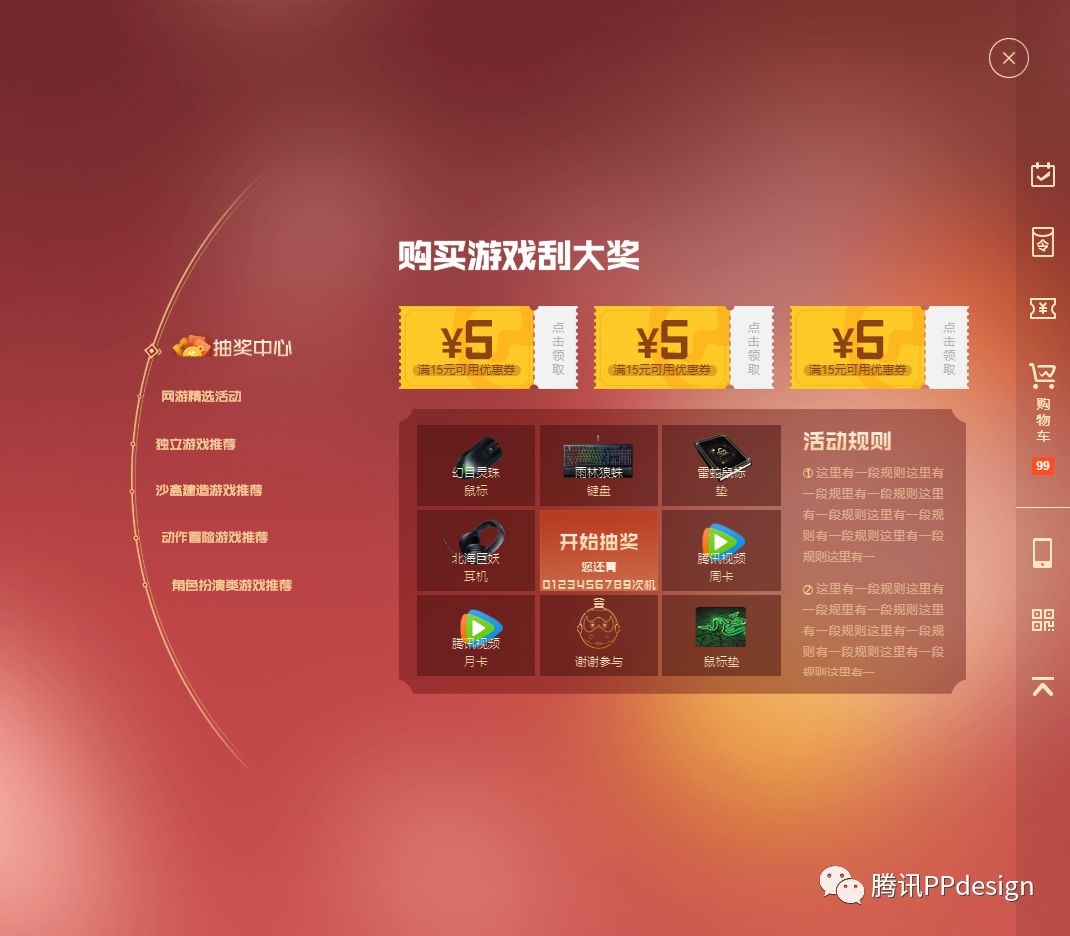 购买游戏刮大奖
¥5
满15元可用优惠券
点击领取
¥5
满15元可用优惠券
点击领取
¥5
满15元可用优惠券
点击领取
抽奖中心
网游精选活动
独立游戏推荐
沙盒建造游戏推荐
动作冒险游戏推荐
角色扮演类游戏推荐
幻目灵珠
鼠标
雨林狼蛛
键盘
雷蛇鼠标
垫
北海巨妖
耳机
开始抽奖
您还有
0123456789次机
会
腾讯视频
周卡
腾讯视频
月卡
谢谢参与
鼠标垫
活动规则
①这里有一段规则这里有
一段规里有一段规则这里
有一段规则这里有一段规
则有一段规则这里有一段
规则这里有一
②这里有一段规则这里有
一段规里有一段规则这里
有一段规则这里有一段规
则有一段规则这里有一段
规则这里有一
令
¥
购物车
99
腾讯PPdesign